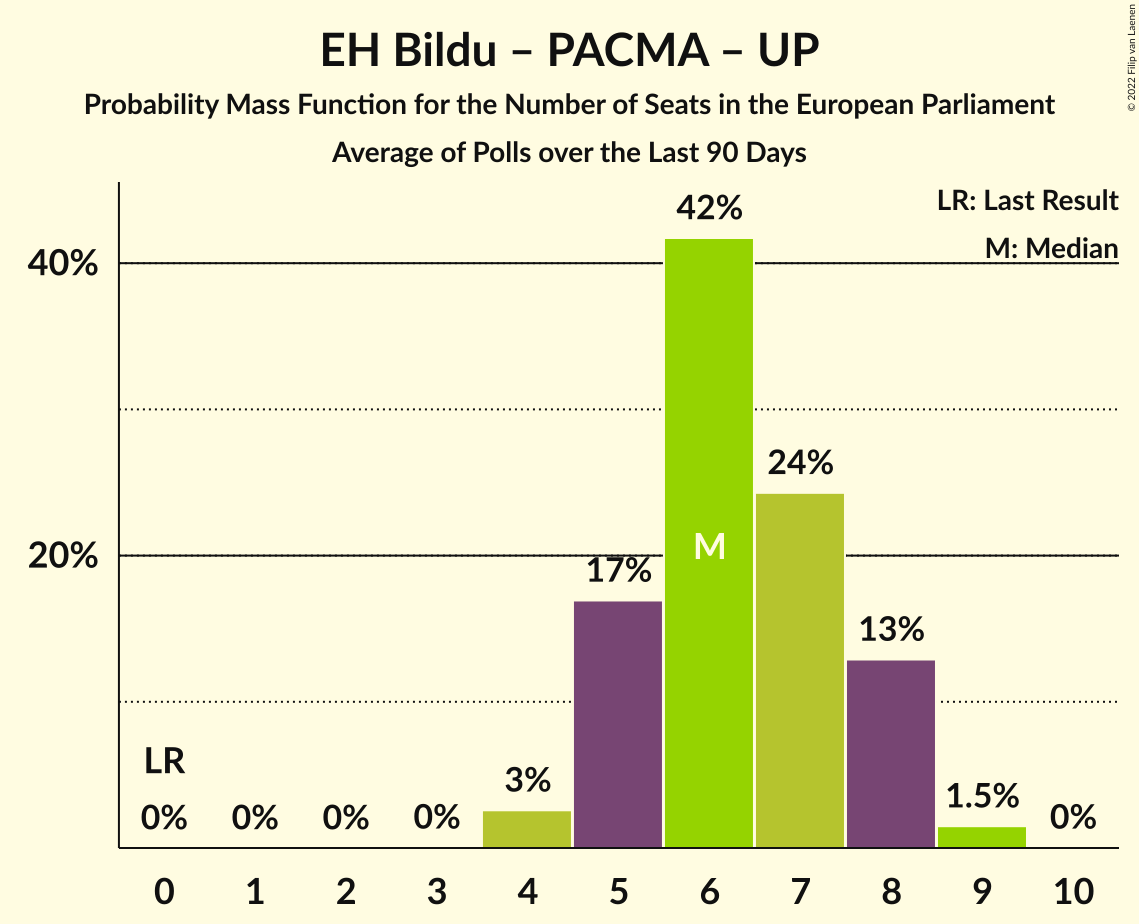 EH Bildu – PACMA – UP
Probability Mass Function for the Number of Seats in the European Parliament
Average of Polls over the Last 90 Days
© 2022 Filip van Laenen
LR: Last Result
M: Median
42%
40%
24%
M
20%
17%
13%
LR
3%
1.5%
0% 0% 0% 0% 0%
0 1 2 3 4 5 6 7 8 9 10